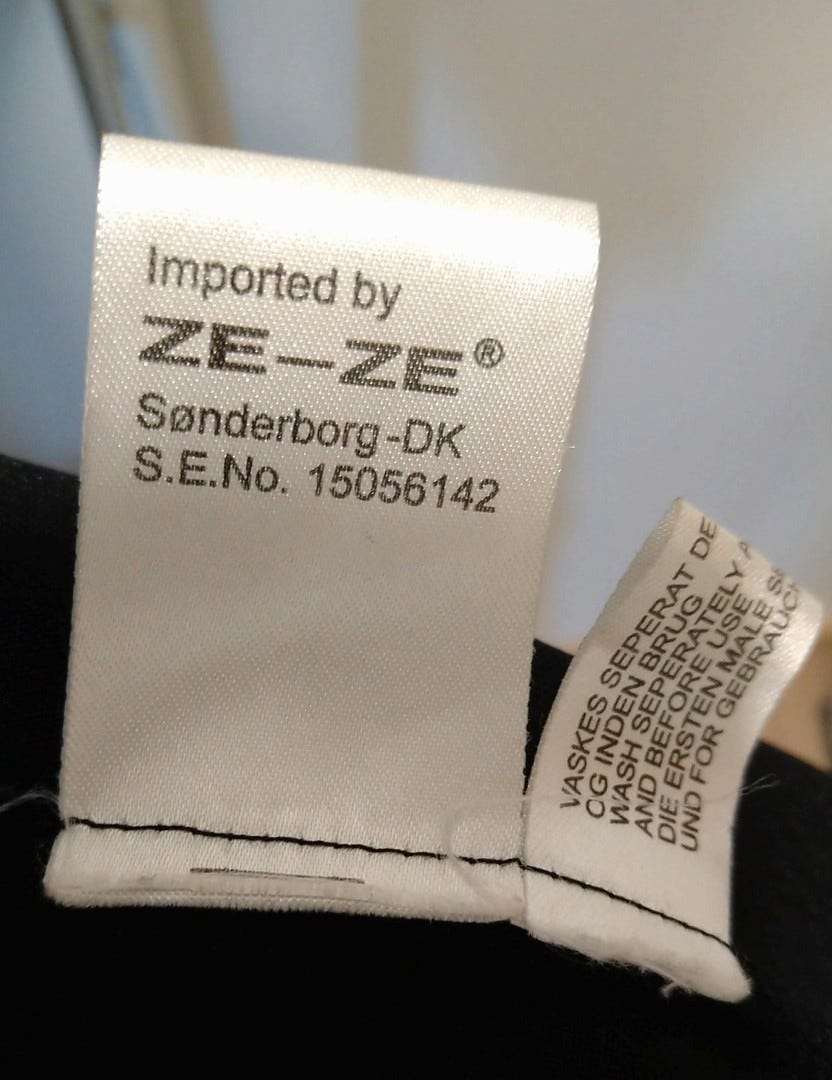 Imported by
ZE-ZE®
Sønderborg-DK
S.E.No. 15056142
VASKES SEPERAT DE
OG INDEN BRUG
WASH SEPERATELY
AND BEFORE USE
DIE ERSTEN MALE
UND FOR GEBRAUCH